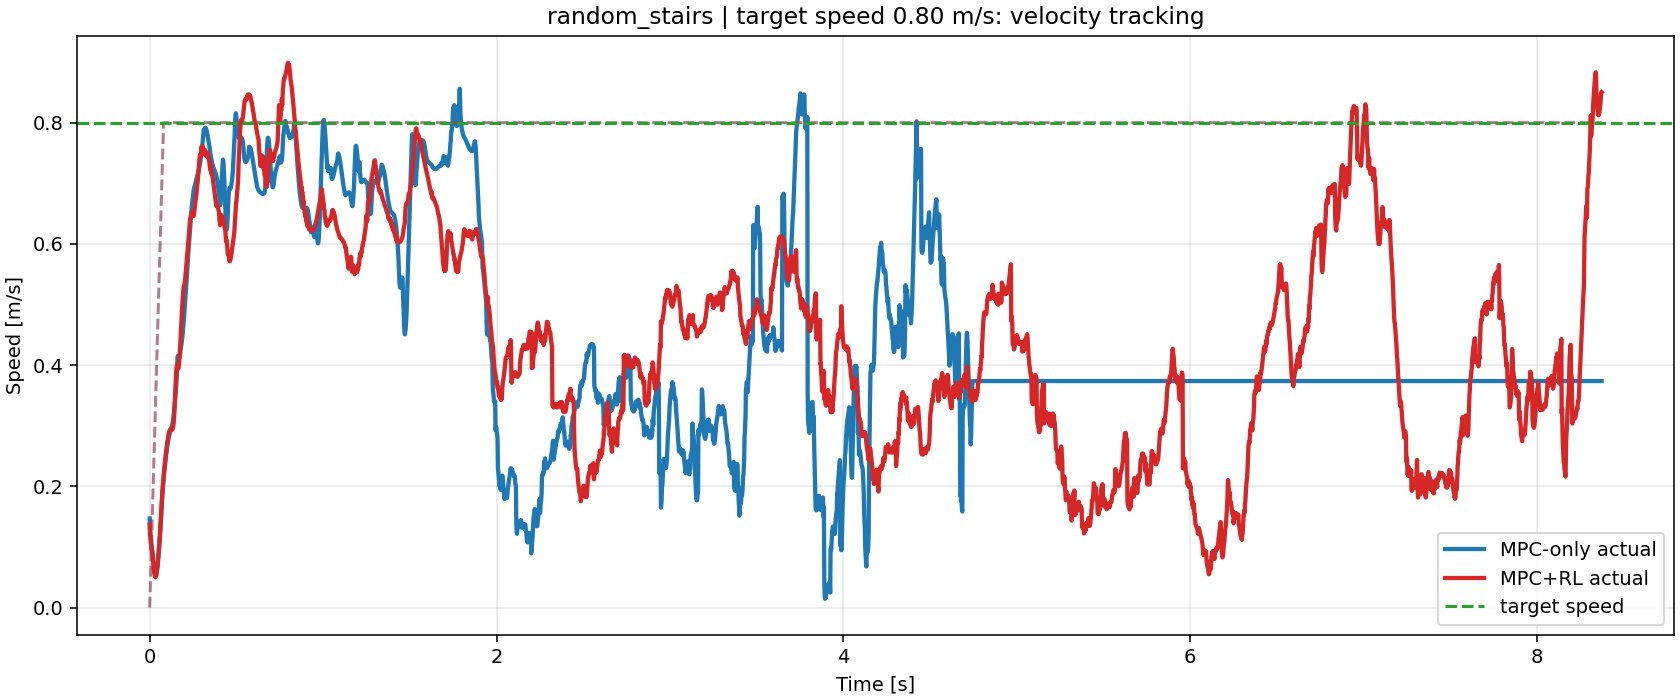 random_stairs | target speed 0.80 m/s: velocity tracking
Speed [m/s]
0.8
0.6
0.4
0.2
0.0
0 2 4 6 8
Time [s]
MPC-only actual
MPC+RL actual
target speed